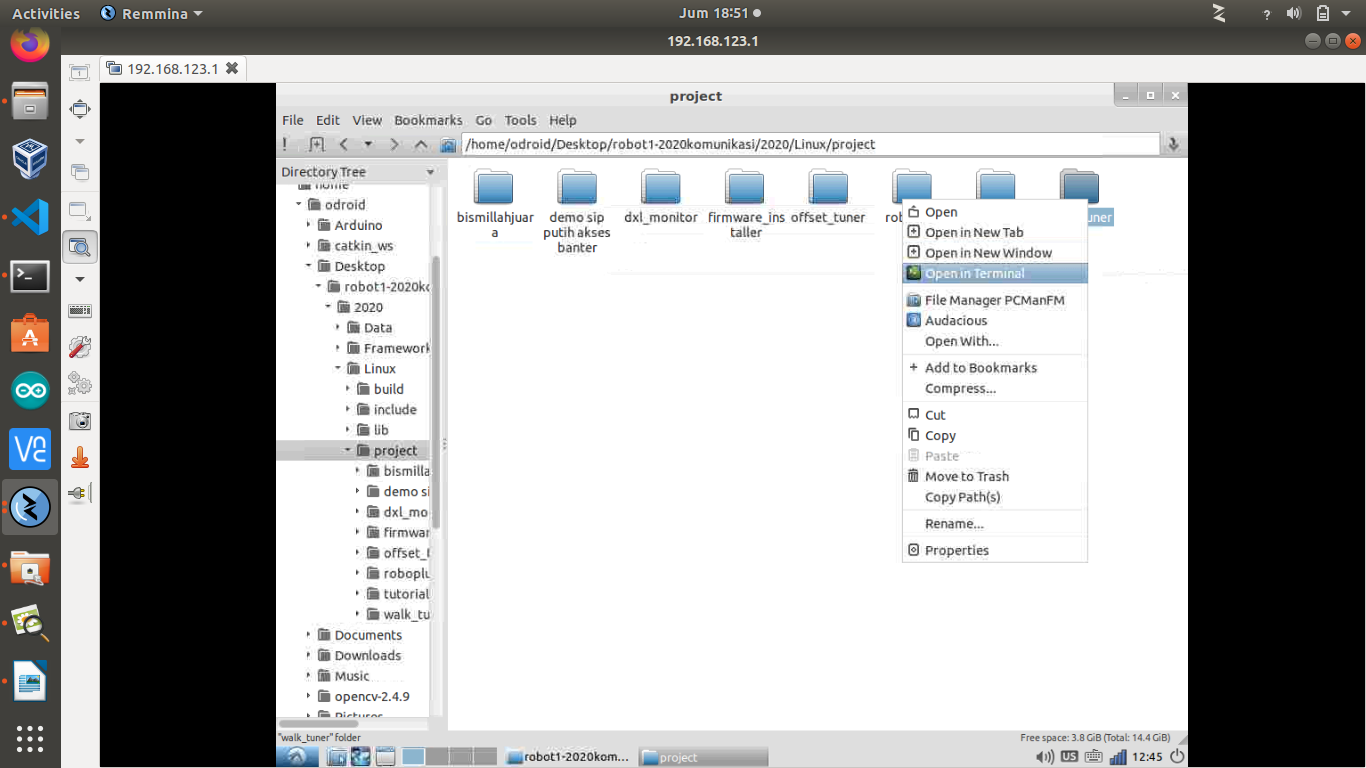 Activities
Remmina
Jum 18:51
?
192.168.123.1
192.168.123.1
project
File Edit View Bookmarks Go Tools Help
/home/odroid/Desktop/robot1-2020komunikasi/2020/Linux/project
Directory Tree
home
odroid
Arduino
catkin_ws
Desktop
robot1-2020k
2020
Data
Framework
Linux
build
include
lib
project
bismilla
demo si
dxl_mo
firmwar
offset_t
roboplu
tutorial
walk_tu
Documents
Downloads
Music
opencv-2.4.9
Pictures
bismillahjuar
a
demo sip
putih akses
banter
dxl_monitor
firmware_ins
taller
offset_tuner
rob
uner
Open
Open in New Tab
Open in New Window
Open in Terminal
File Manager PCManFM
Audacious
Open With...
Add to Bookmarks
Compress...
Cut
Copy
Paste
Move to Trash
Copy Path(s)
Rename...
Properties
"walk_tuner" folder
Free space: 3.8 GiB (Total: 14.4 GiB)
robot1-2020kom...
project
US
12:45